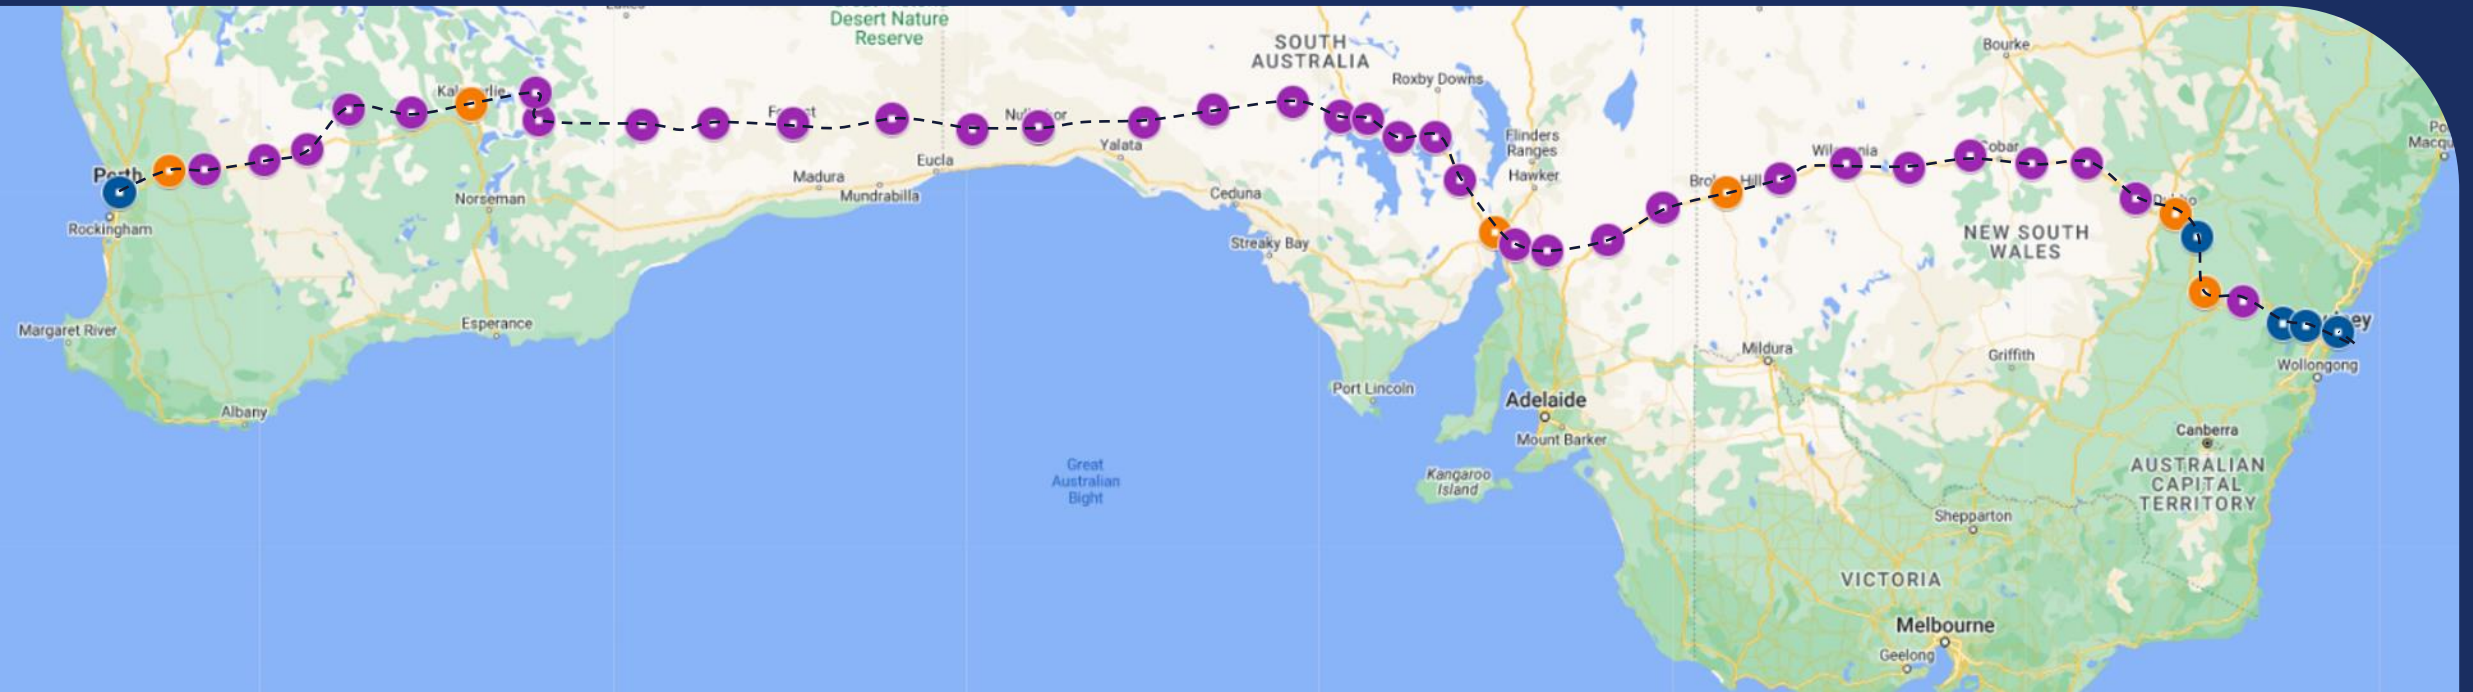 Desert Nature
Reserve
SOUTH
AUSTRALIA
Bourke
Roxby Downs
Perth
Rockingham
Norseman
Madura
Mundrabilla
Eucla
Yalata
Ceduna
Streaky Bay
Flinders
Ranges
Hawker
NEW SOUTH
WALES
Margaret River
Esperance
Albany
Port Lincoln
Adelaide
Mount Barker
Kangaroo
Island
Great
Australian
Bight
Mildura
Griffith
Wollongong
Canberra
AUSTRALIAN
CAPITAL
TERRITORY
Shepparton
VICTORIA
Melbourne
Geelong